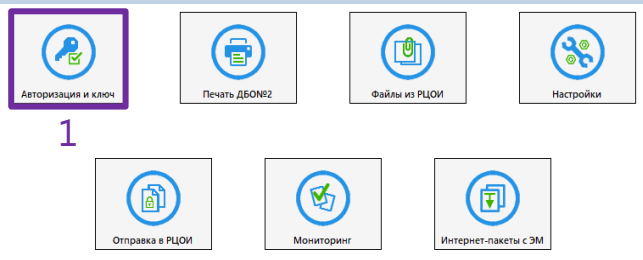 Авторизация и ключ
Печать ДБО№2
Файлы из РЦОИ
Настройки
1
Отправка в РЦОИ
Мониторинг
Интернет-пакеты с ЭМ